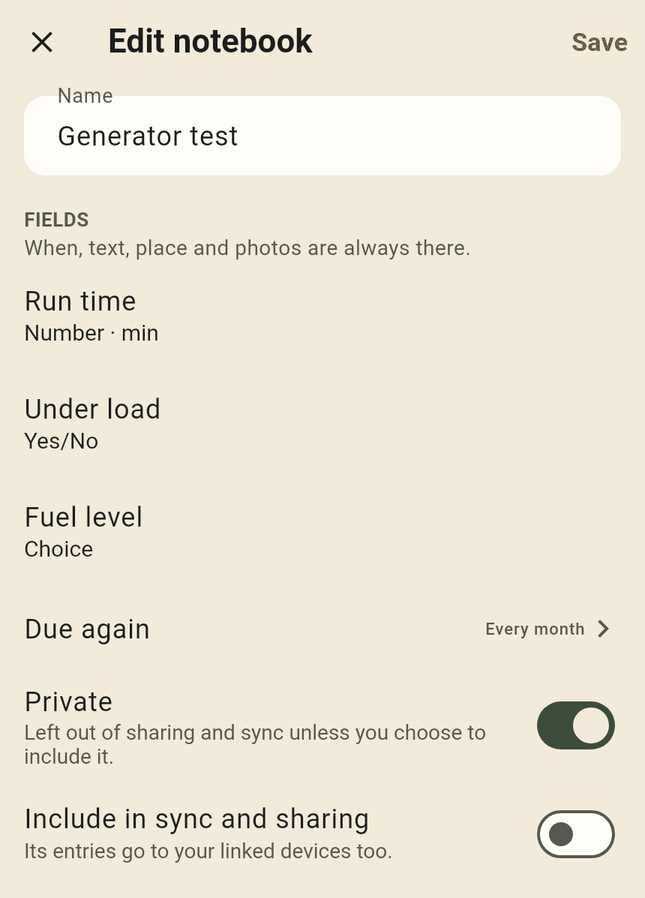 Edit notebook
Save
Name
Generator test
FIELDS
When, text, place and photos are always there.
Run time
Number · min
Under load
Yes/No
Fuel level
Choice
Due again
Every month
Private
Left out of sharing and sync unless you choose to
include it.
Include in sync and sharing
Its entries go to your linked devices too.